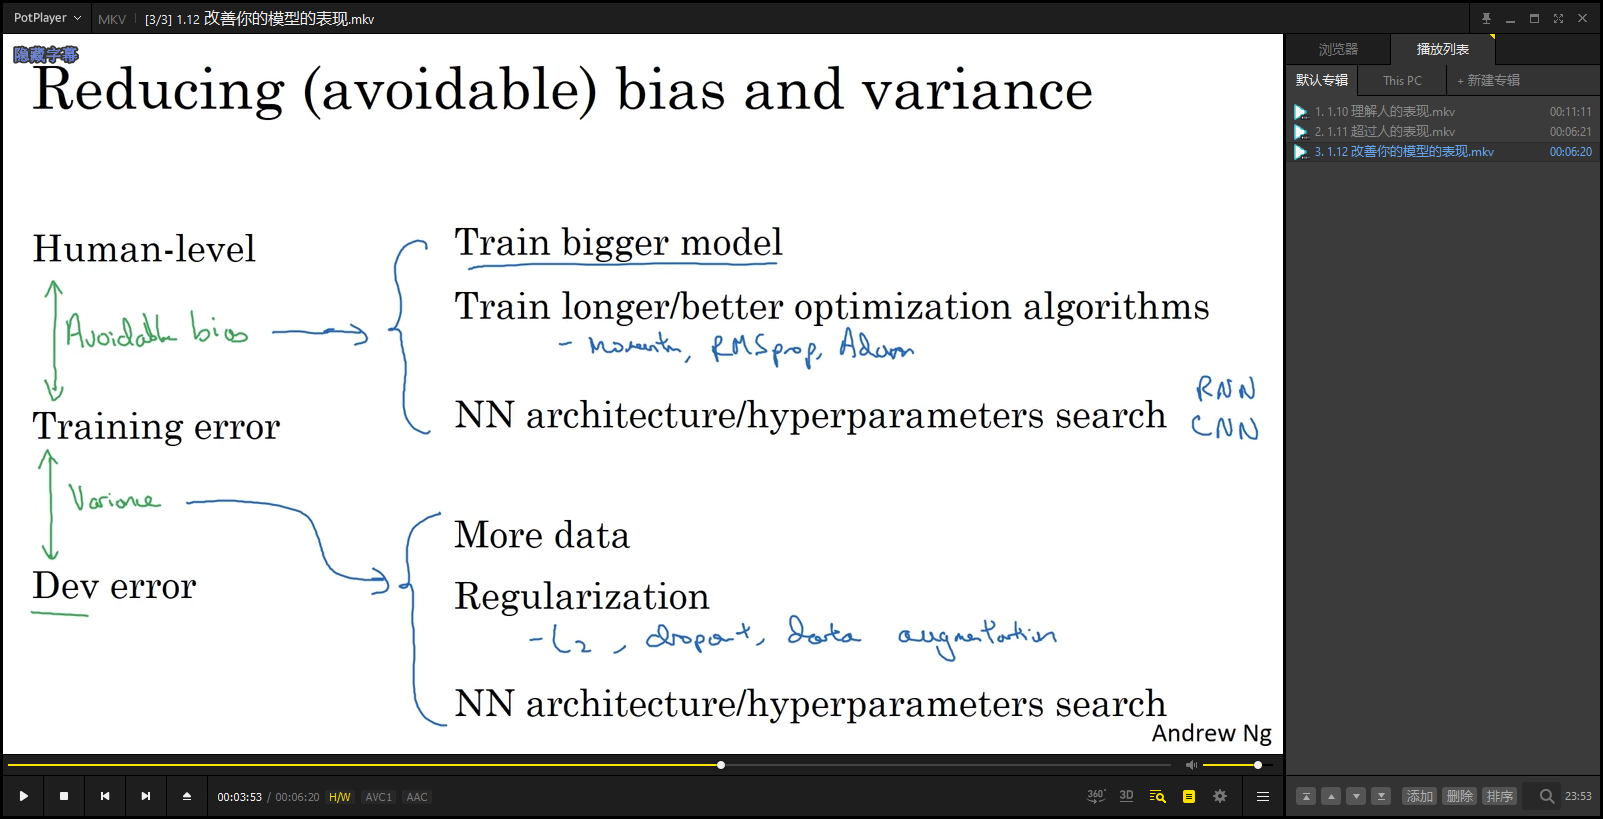 PotPlayer MKV [3/3] 1.12 改善你的模型的表现.mkv
隐藏字幕
Reducing (avoidable) bias and variance
Human-level
Avoidable bias
Training error
Variance
Dev error
Train bigger model
Train longer/better optimization algorithms
- Momentum, RMSprop, Adam
NN architecture/hyperparameters search
RNN
CNN
More data
Regularization
- L2, dropout, data augmentation
NN architecture/hyperparameters search
Andrew Ng
浏览器 播放列表
默认专辑 This PC + 新建专辑
1. 1.10 理解人的表现.mkv 00:11:11
2. 1.11 超过人的表现.mkv 00:06:21
3. 1.12 改善你的模型的表现.mkv 00:06:20
00:03:53 / 00:06:20 H/W AVC1 AAC
360° 3D
添加 删除 排序 23:53